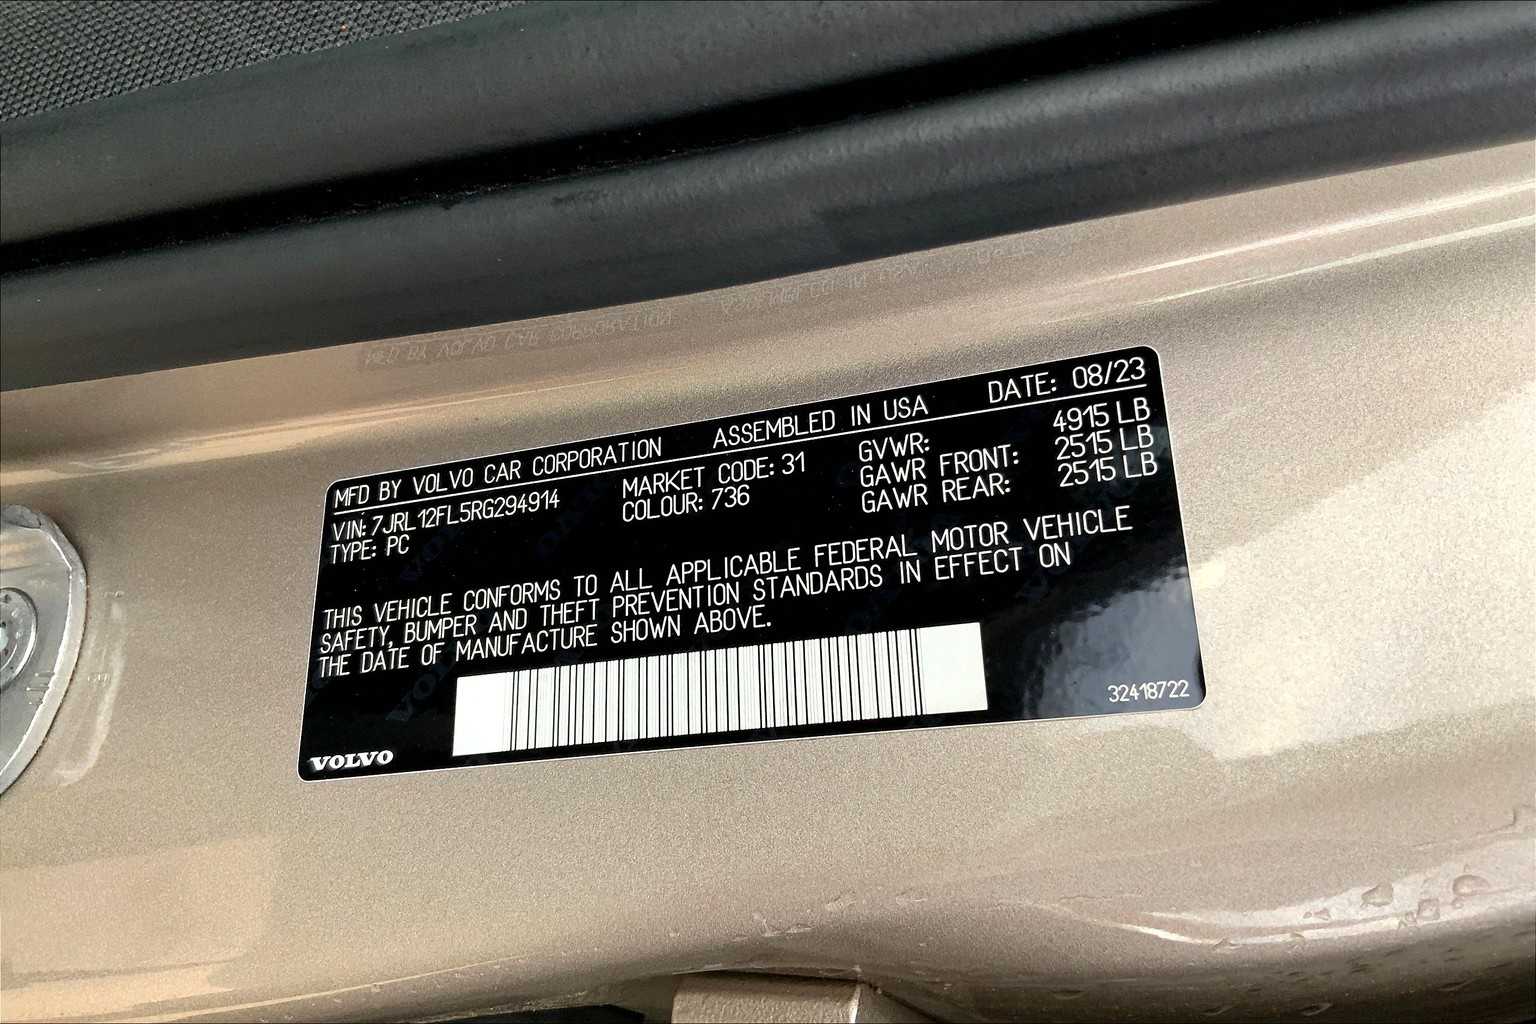 MFD BY VOLVO CAR CORPORATION ASSEMBLED IN USA DATE: 08/23
VIN: 7JRL12FL5RG294914 MARKET CODE: 31 GVWR: 4915 LB
TYPE: PC COLOUR: 736 GAWR FRONT: 2515 LB
GAWR REAR: 2515 LB
THIS VEHICLE CONFORMS TO ALL APPLICABLE FEDERAL MOTOR VEHICLE
SAFETY, BUMPER AND THEFT PREVENTION STANDARDS IN EFFECT ON
THE DATE OF MANUFACTURE SHOWN ABOVE.
32418722
VOLVO